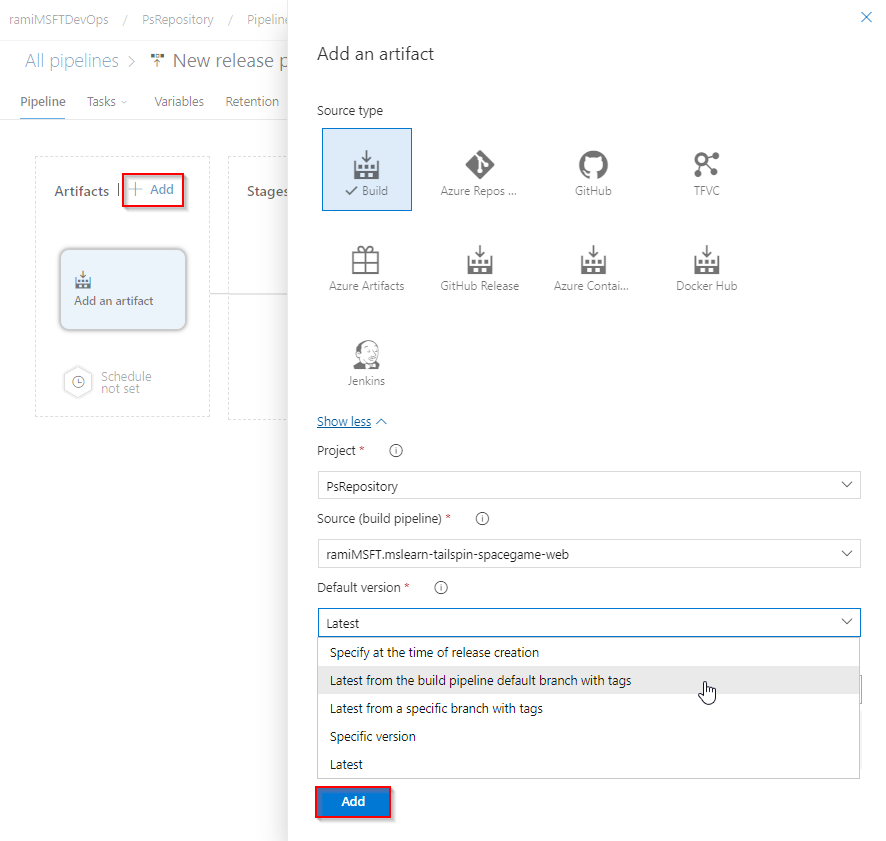 ramiMSFTDevOps / PsRepository / Pipeline
All pipelines > New release p
Pipeline Tasks Variables Retention
Artifacts | + Add
Stages
Add an artifact
Schedule
not set
Add an artifact
Source type
Build
Azure Repos ...
GitHub
TFVC
Azure Artifacts
GitHub Release
Azure Contai...
Docker Hub
Jenkins
Show less
Project *
PsRepository
Source (build pipeline) *
ramiMSFT.mslearn-tailspin-spacegame-web
Default version *
Latest
Specify at the time of release creation
Latest from the build pipeline default branch with tags
Latest from a specific branch with tags
Specific version
Latest
Add